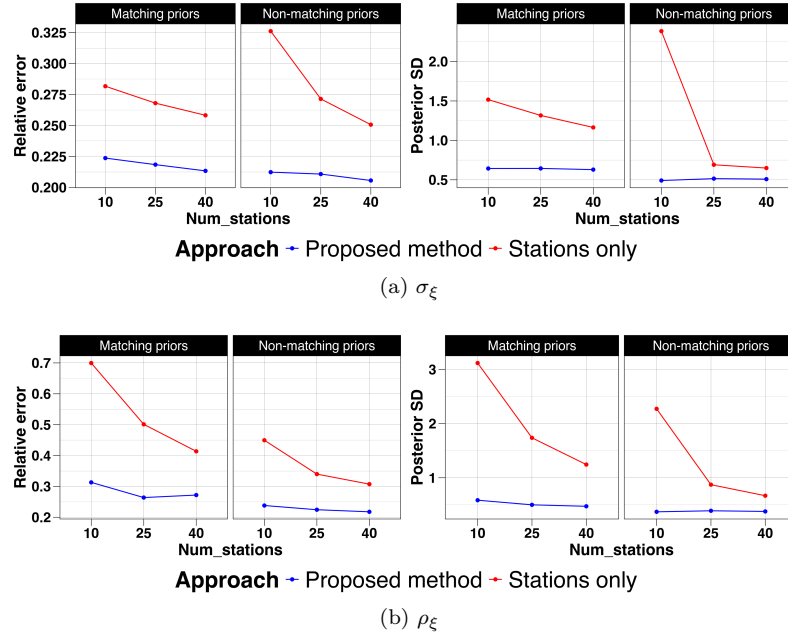 Matching priors Non-matching priors Matching priors Non-matching priors
Relative error
0.325
0.300
0.275
0.250
0.225
0.200
Posterior SD
2.0
1.5
1.0
0.5
10 25 40 10 25 40 10 25 40 10 25 40
Num_stations Num_stations
Approach Proposed method Stations only
(a) σξ
Matching priors Non-matching priors Matching priors Non-matching priors
Relative error
0.7
0.6
0.5
0.4
0.3
0.2
Posterior SD
3
2
1
10 25 40 10 25 40 10 25 40 10 25 40
Num_stations Num_stations
Approach Proposed method Stations only
(b) ρξ